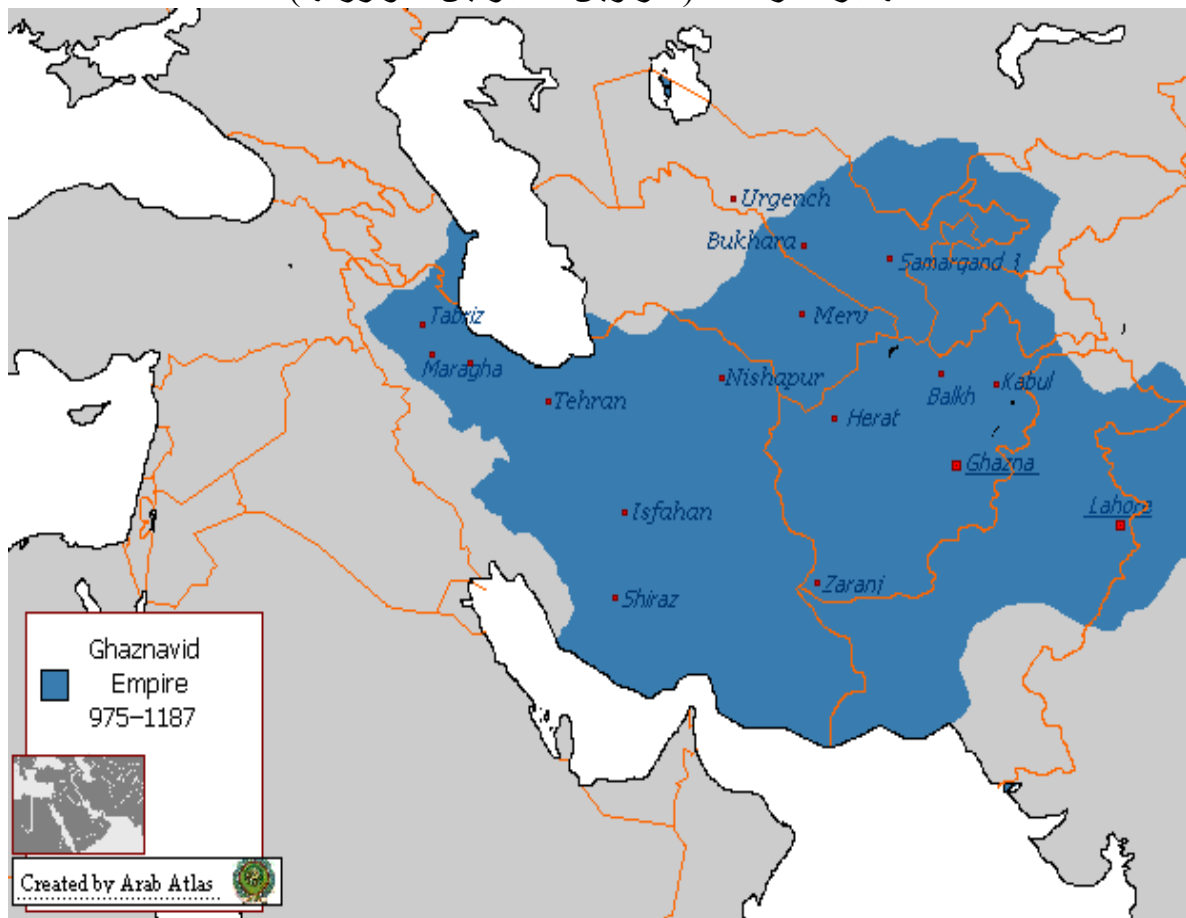 Urgench
Bukhara
Samarqand
Tabriz
Merv
Maragha
Nishapur
Tehran
Balkh
Kabul
Herat
Ghazna
Isfahan
Lahore
Zaranj
Shiraz
Ghaznavid
Empire
975-1187
Created by Arab Atlas